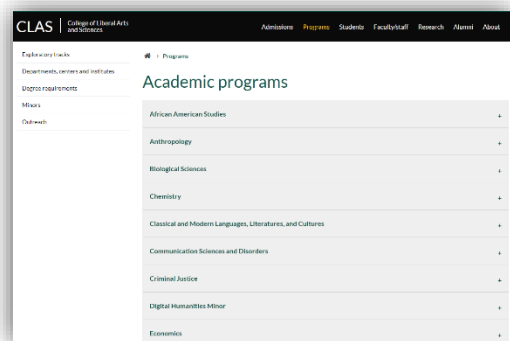 CLAS
College of Liberal Arts
and Sciences
Admissions Programs Students Faculty/staff Research Alumni About
Exploratory tracks
Departments, centers and institutes
Degree requirements
Minors
Outreach
> Programs
Academic programs
African American Studies +
Anthropology +
Biological Sciences +
Chemistry +
Classical and Modern Languages, Literatures, and Cultures +
Communication Sciences and Disorders +
Criminal Justice +
Digital Humanities Minor +
Economics +